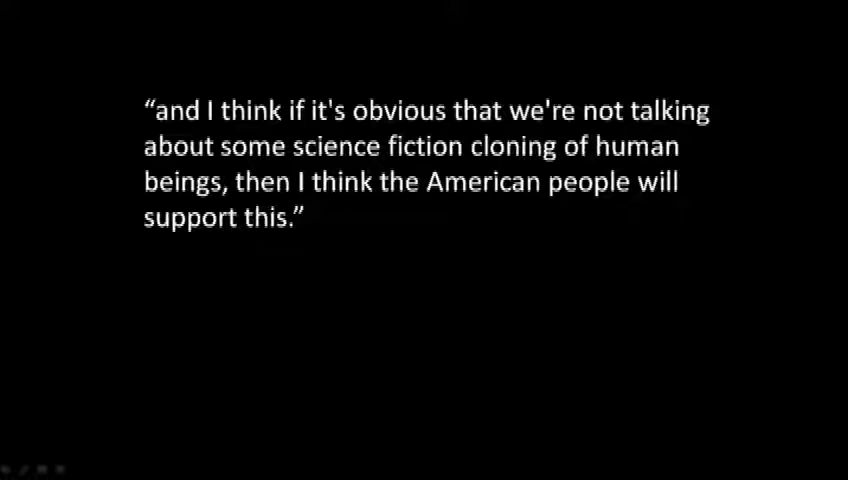 “and I think if it's obvious that we're not talking
about some science fiction cloning of human
beings, then I think the American people will
support this.”